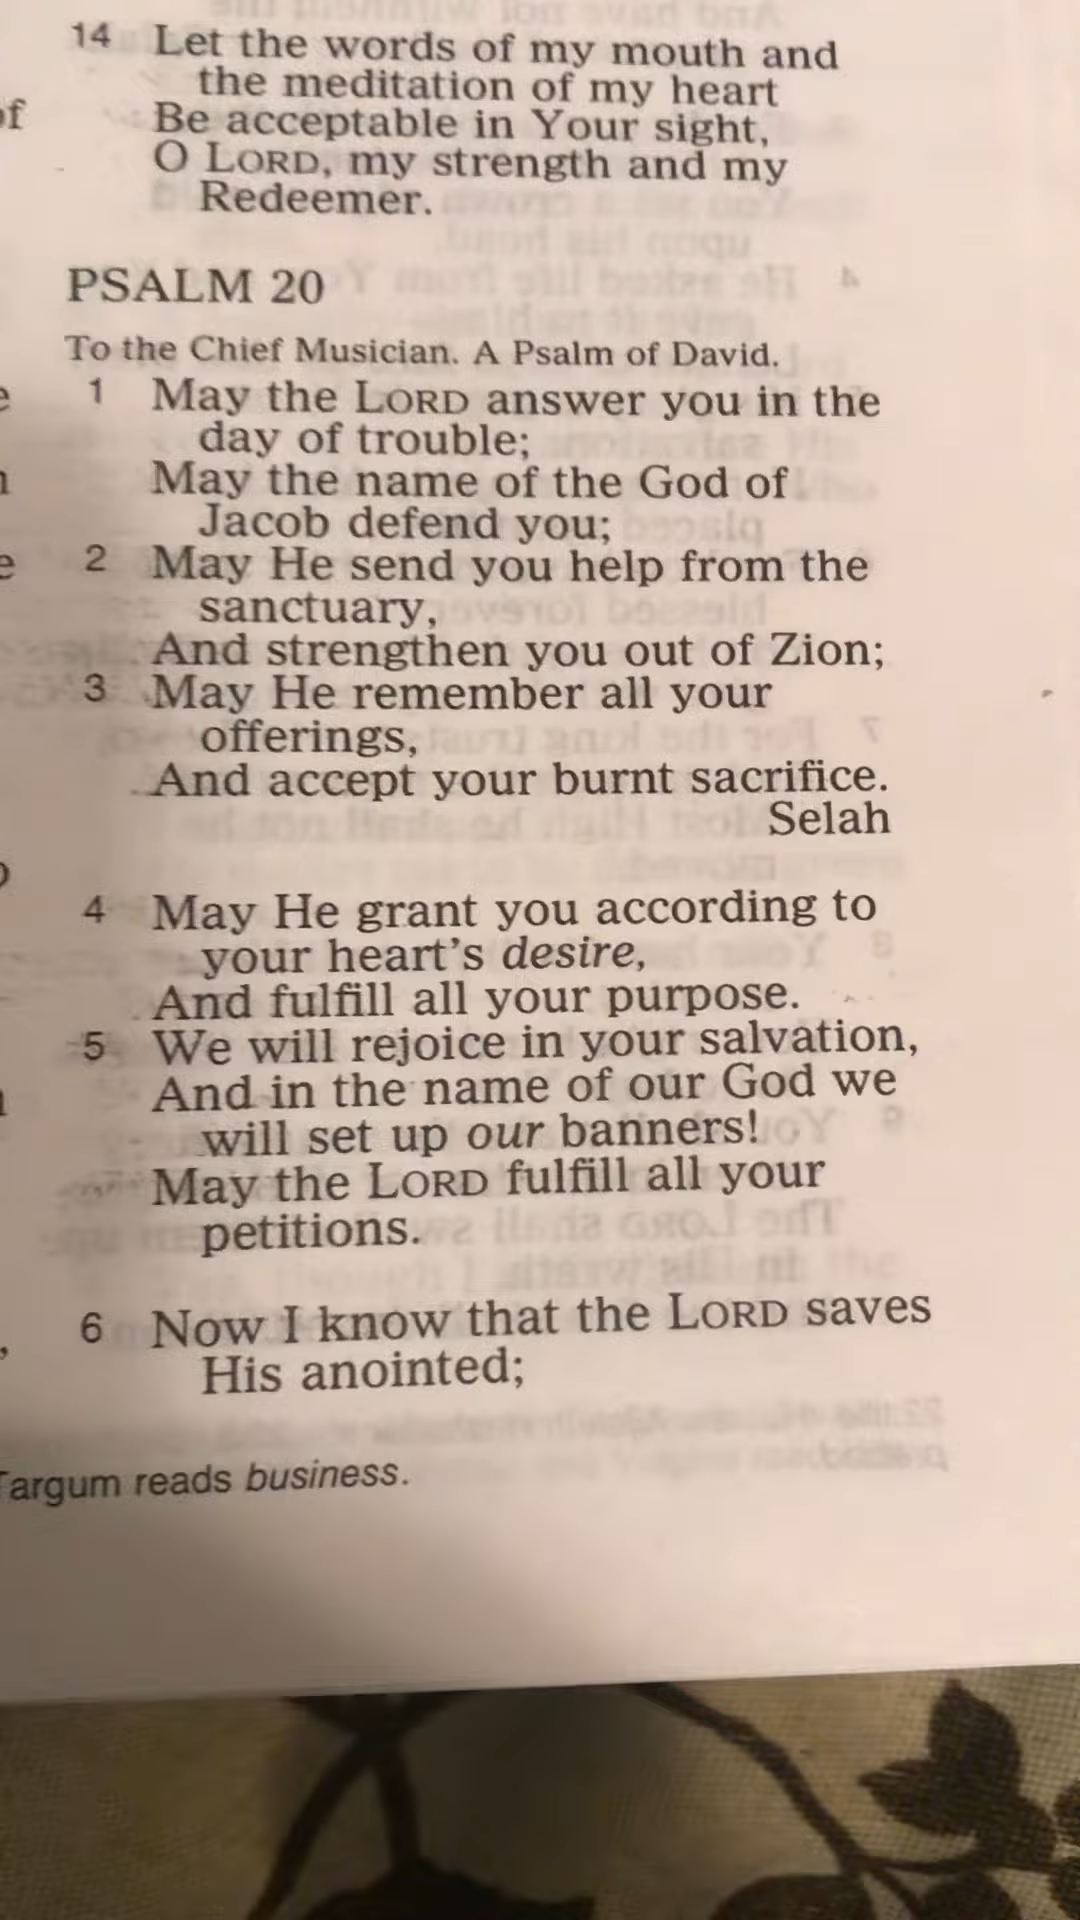 14 Let the words of my mouth and
the meditation of my heart
of
Be acceptable in Your sight,
O LORD, my strength and my
Redeemer.
PSALM 20
To the Chief Musician. A Psalm of David.
1 May the LORD answer you in the
day of trouble;
May the name of the God of
Jacob defend you;
2 May He send you help from the
sanctuary,
And strengthen you out of Zion;
3 May He remember all your
offerings,
And accept your burnt sacrifice.
Selah
4 May He grant you according to
your heart's desire,
And fulfill all your purpose.
5 We will rejoice in your salvation,
And in the name of our God we
will set up our banners!
May the LORD fulfill all your
petitions.
6 Now I know that the LORD saves
His anointed;
Targum reads business.